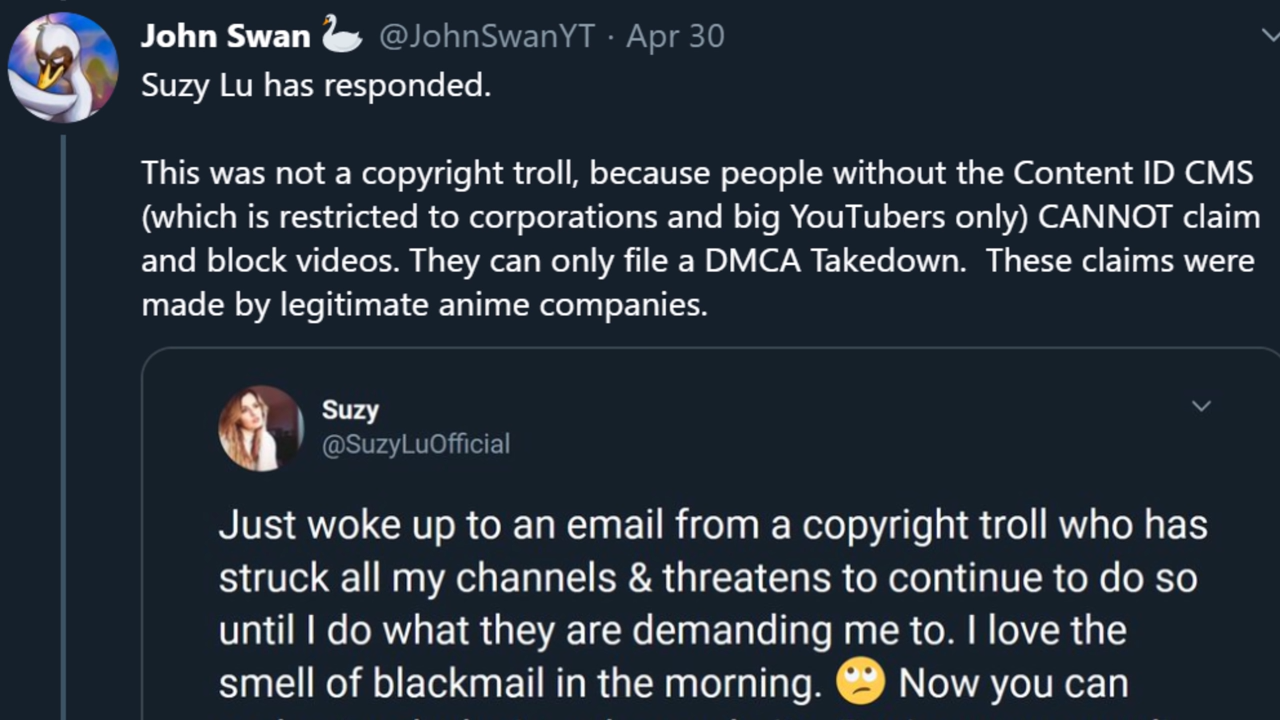 John Swan 🦢 @JohnSwanYT · Apr 30
Suzy Lu has responded.
This was not a copyright troll, because people without the Content ID CMS
(which is restricted to corporations and big YouTubers only) CANNOT claim
and block videos. They can only file a DMCA Takedown.  These claims were
made by legitimate anime companies.
Suzy
@SuzyLuOfficial
Just woke up to an email from a copyright troll who has
struck all my channels & threatens to continue to do so
until I do what they are demanding me to. I love the
smell of blackmail in the morning. 🙄 Now you can